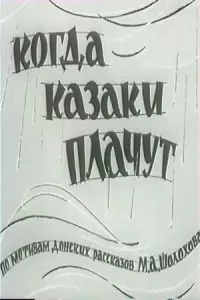 КОГДА
КАЗАКИ
ПЛАЧУТ
по мотивам донских рассказов М.А.Шолохова